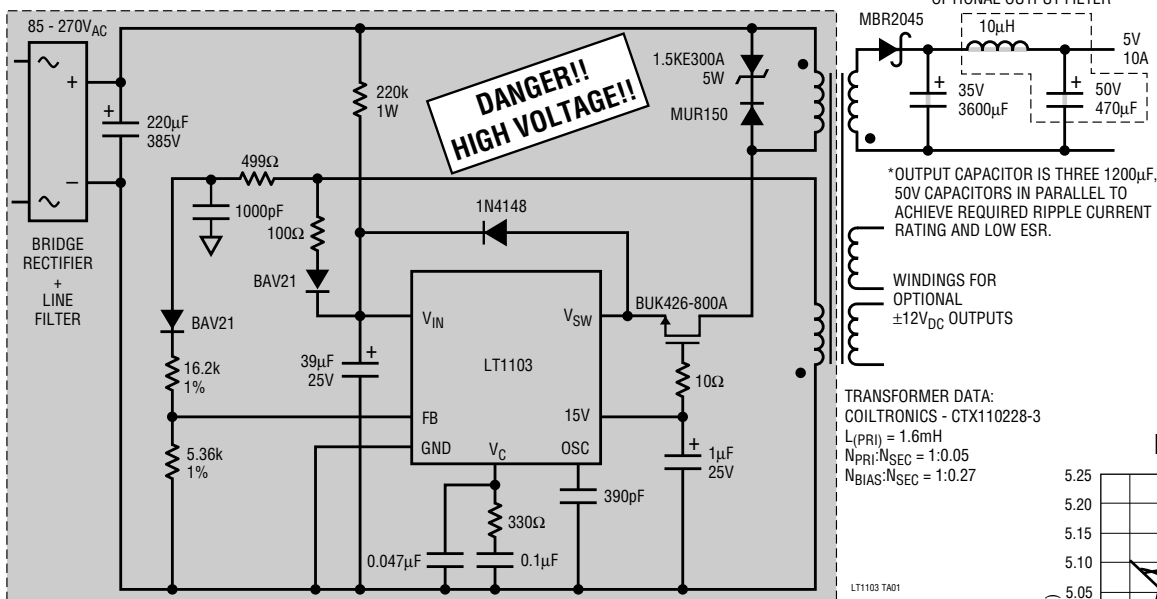 OPTIONAL OUTPUT FILTER
85 - 270VAC
MBR2045
10µH
5V
10A
1.5KE300A
5W
+
35V
3600µF
+
50V
470µF
DANGER!!
HIGH VOLTAGE!!
220k
1W
MUR150
+
−
+
220µF
385V
499Ω
1000pF
100Ω
1N4148
*OUTPUT CAPACITOR IS THREE 1200µF,
50V CAPACITORS IN PARALLEL TO
ACHIEVE REQUIRED RIPPLE CURRENT
RATING AND LOW ESR.
BRIDGE
RECTIFIER
+
LINE
FILTER
BAV21
BAV21
VIN
VSW
BUK426-800A
WINDINGS FOR
OPTIONAL
±12VDC OUTPUTS
16.2k
1%
39µF
25V
+
LT1103
10Ω
FB
15V
GND
VC
OSC
5.36k
1%
+
1µF
25V
TRANSFORMER DATA:
COILTRONICS - CTX110228-3
L(PRI) = 1.6mH
NPRI:NSEC = 1:0.05
NBIAS:NSEC = 1:0.27
390pF
330Ω
0.047µF
0.1µF
LT1103 TA01
5.25
5.20
5.15
5.10
5.05